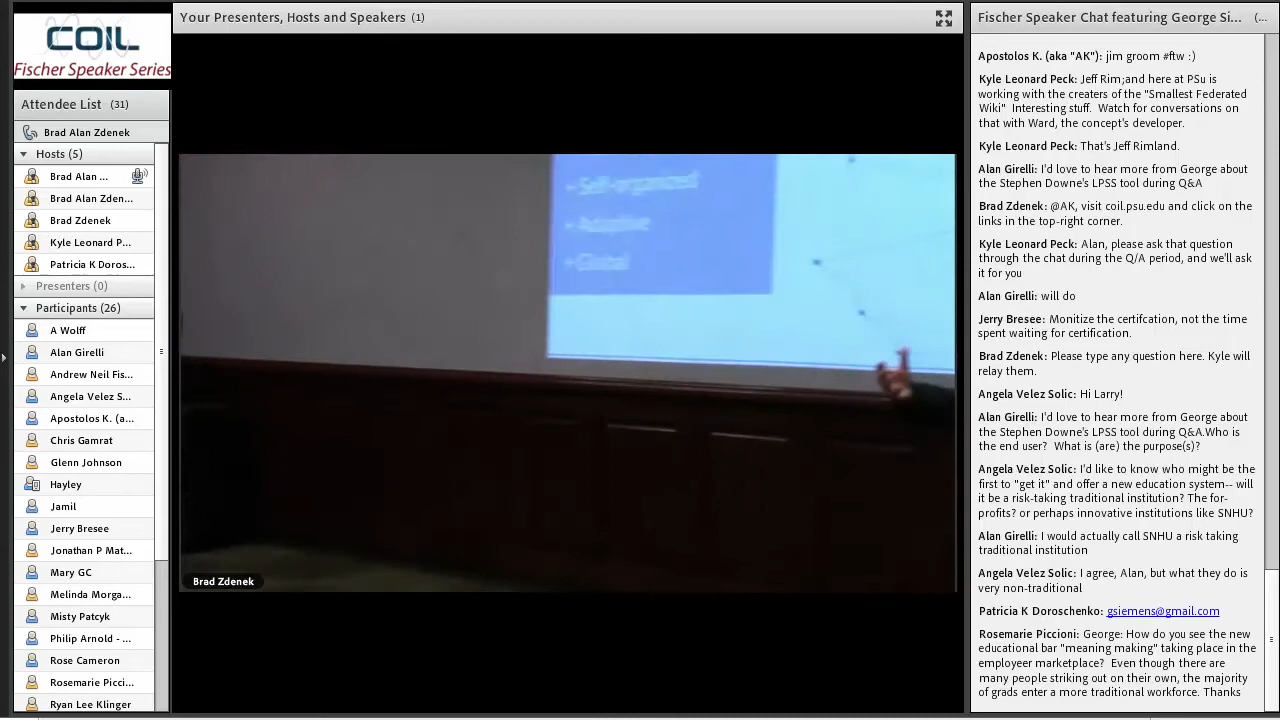 COIL
Fischer Speaker Series
Attendee List (31)
Brad Alan Zdenek
Hosts (5)
Brad Alan ...
Brad Alan Zden...
Brad Zdenek
Kyle Leonard P...
Patricia K Doros...
Presenters (0)
Participants (26)
A Wolff
Alan Girelli
Andrew Neil Fis...
Angela Velez S...
Apostolos K. (a...
Chris Gamrat
Glenn Johnson
Hayley
Jamil
Jerry Bresee
Jonathan P Mat...
Mary GC
Melinda Morga...
Misty Patcyk
Philip Arnold - ...
Rose Cameron
Rosemarie Picci...
Ryan Lee Klinger
Your Presenters, Hosts and Speakers (1)
• Self-organized
• Adaptive
• Global
Brad Zdenek
Fischer Speaker Chat featuring George Si... (...
Apostolos K. (aka "AK"): jim groom #ftw :)
Kyle Leonard Peck: Jeff Rim;and here at PSu is
working with the creators of the "Smallest Federated
Wiki" Interesting stuff. Watch for conversations on
that with Ward, the concept's developer.
Kyle Leonard Peck: That's Jeff Rimland.
Alan Girelli: I'd love to hear more from George about
the Stephen Downe's LPSS tool during Q&A
Brad Zdenek: @AK, visit coil.psu.edu and click on the
links in the top-right corner.
Kyle Leonard Peck: Alan, please ask that question
through the chat during the Q/A period, and we'll ask
it for you
Alan Girelli: will do
Jerry Bresee: Monitize the certifcation, not the time
spent waiting for certification.
Brad Zdenek: Please type any question here. Kyle will
relay them.
Angela Velez Solic: Hi Larry!
Alan Girelli: I'd love to hear more from George about
the Stephen Downe's LPSS tool during Q&A.Who is
the end user? What is (are) the purpose(s)?
Angela Velez Solic: I'd like to know who might be the
first to "get it" and offer a new education system-- will
it be a risk-taking traditional institution? The for-
profits? or perhaps innovative institutions like SNHU?
Alan Girelli: I would actually call SNHU a risk taking
traditional institution
Angela Velez Solic: I agree, Alan, but what they do is
very non-traditional
Patricia K Doroschenko: gsiemens@gmail.com
Rosemarie Piccioni: George: How do you see the new
educational bar "meaning making" taking place in the
employeer marketplace? Even though there are
many people striking out on their own, the majority
of grads enter a more traditional workforce. Thanks